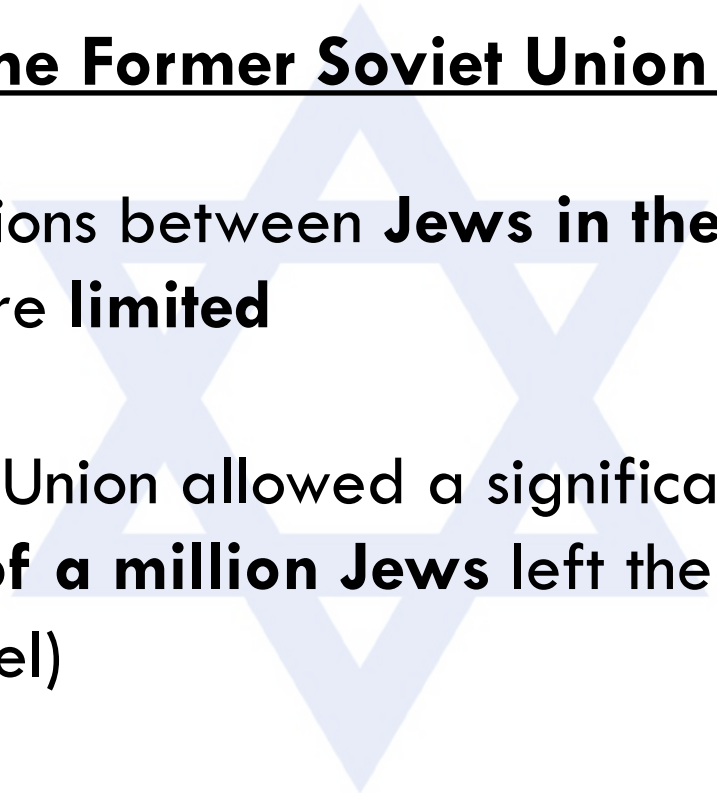 he Former Soviet Union
ions between Jews in the
re limited
Union allowed a significa
of a million Jews left the
el)